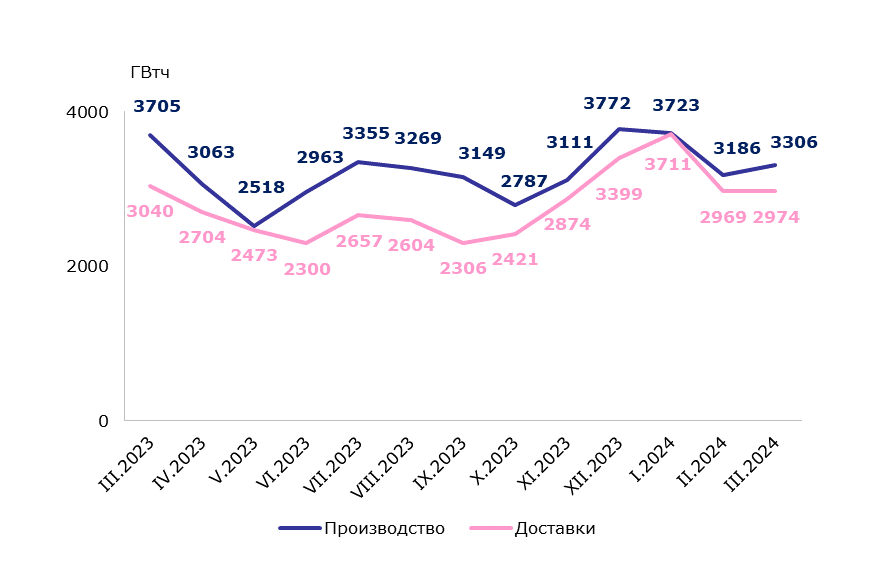 ГВтч
4000
2000
0
3705
3063
2518
2963
3355
3269
3149
2787
3111
3772
3723
3186
3306
3040
2704
2473
2300
2657
2604
2306
2421
2874
3399
3711
2969
2974
III.2023
IV.2023
V.2023
VI.2023
VII.2023
VIII.2023
IX.2023
X.2023
XI.2023
XII.2023
I.2024
II.2024
III.2024
Производство
Доставки